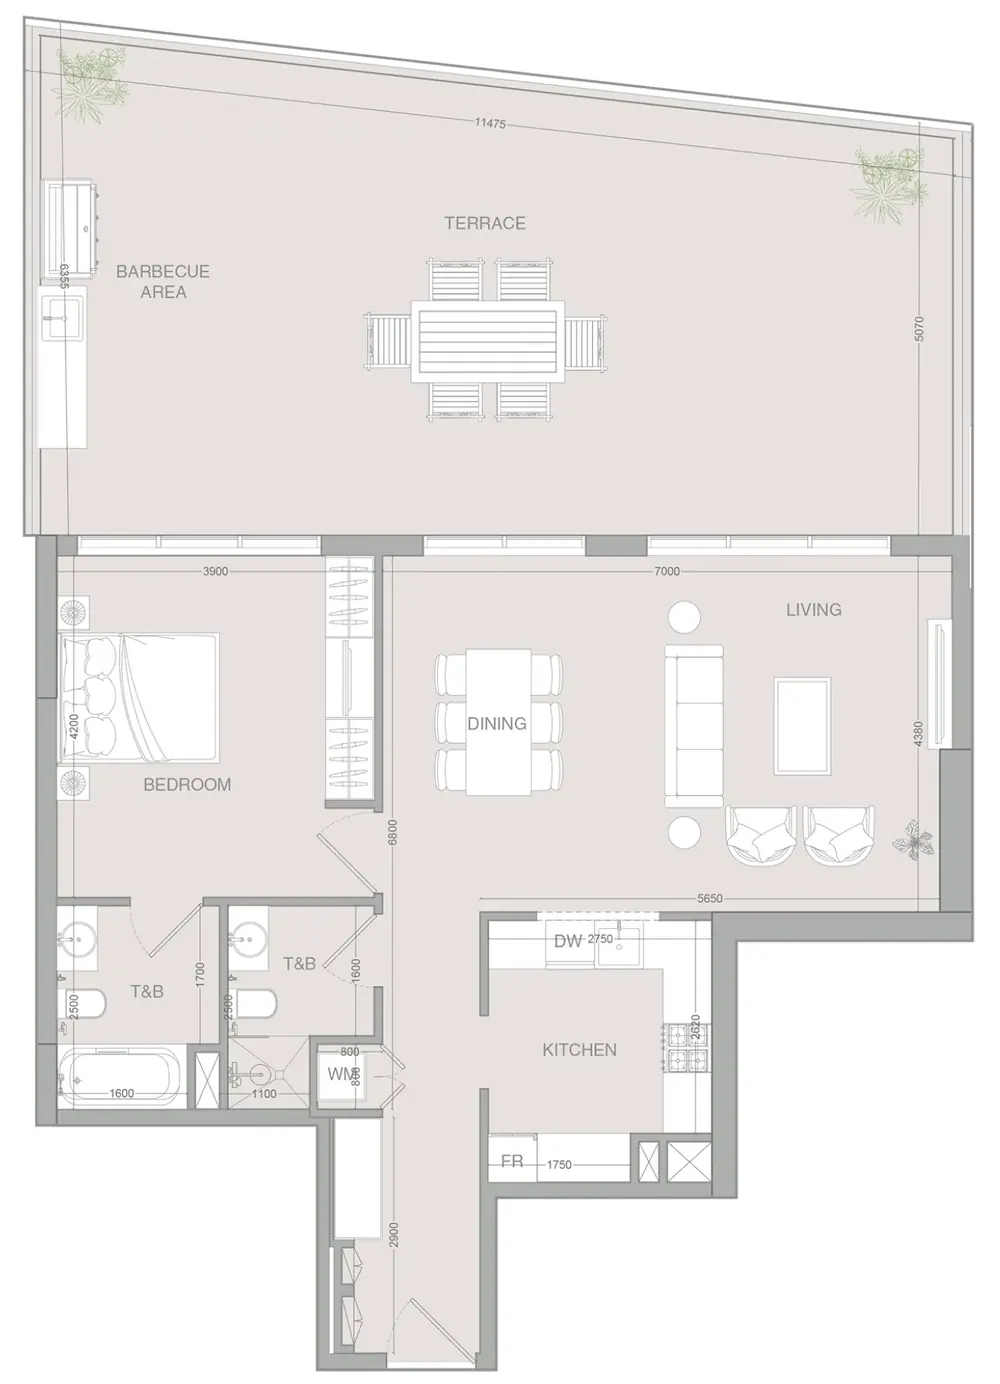 11475
TERRACE
BARBECUE
AREA
6355
5070
3900
7000
LIVING
4200
DINING
4380
BEDROOM
6800
5650
DW
2750
T&B
1600
1700
T&B
2500
2500
2620
KITCHEN
800
WM
800
1600
1100
FR
1750
2900